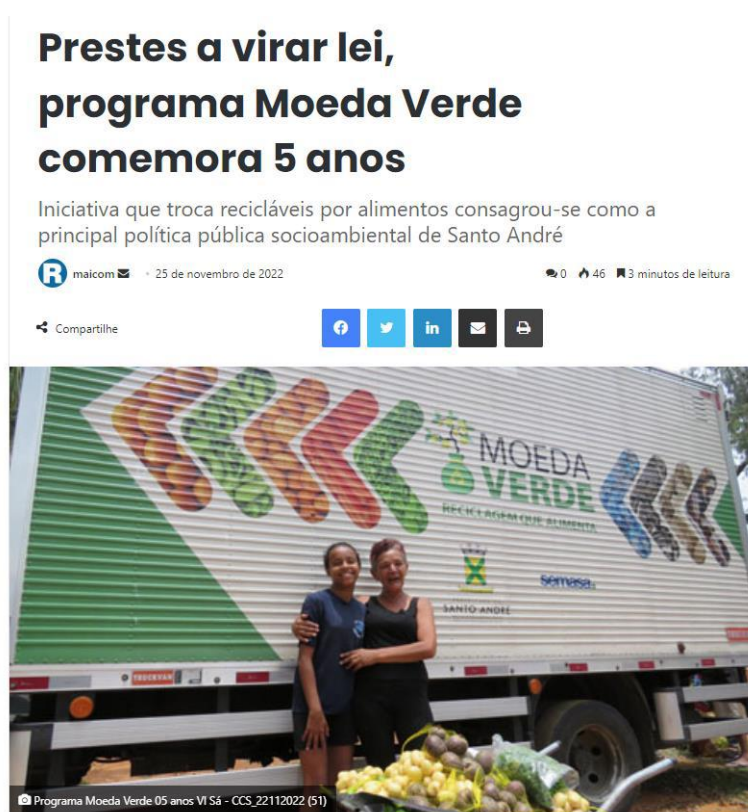 Prestes a virar lei,
programa Moeda Verde
comemora 5 anos
Iniciativa que troca recicláveis por alimentos consagrou-se como a
principal política pública socioambiental de Santo André
maicom 25 de novembro de 2022 0 46 3 minutos de leitura
Compartilhe
MOEDA
VERDE
RECICLAGEM QUE ALIMENTA
SANTO ANDRÉ
semasa
TRUCKVAN
Programa Moeda Verde 05 anos VI Sá - CCS_22112022 (51)